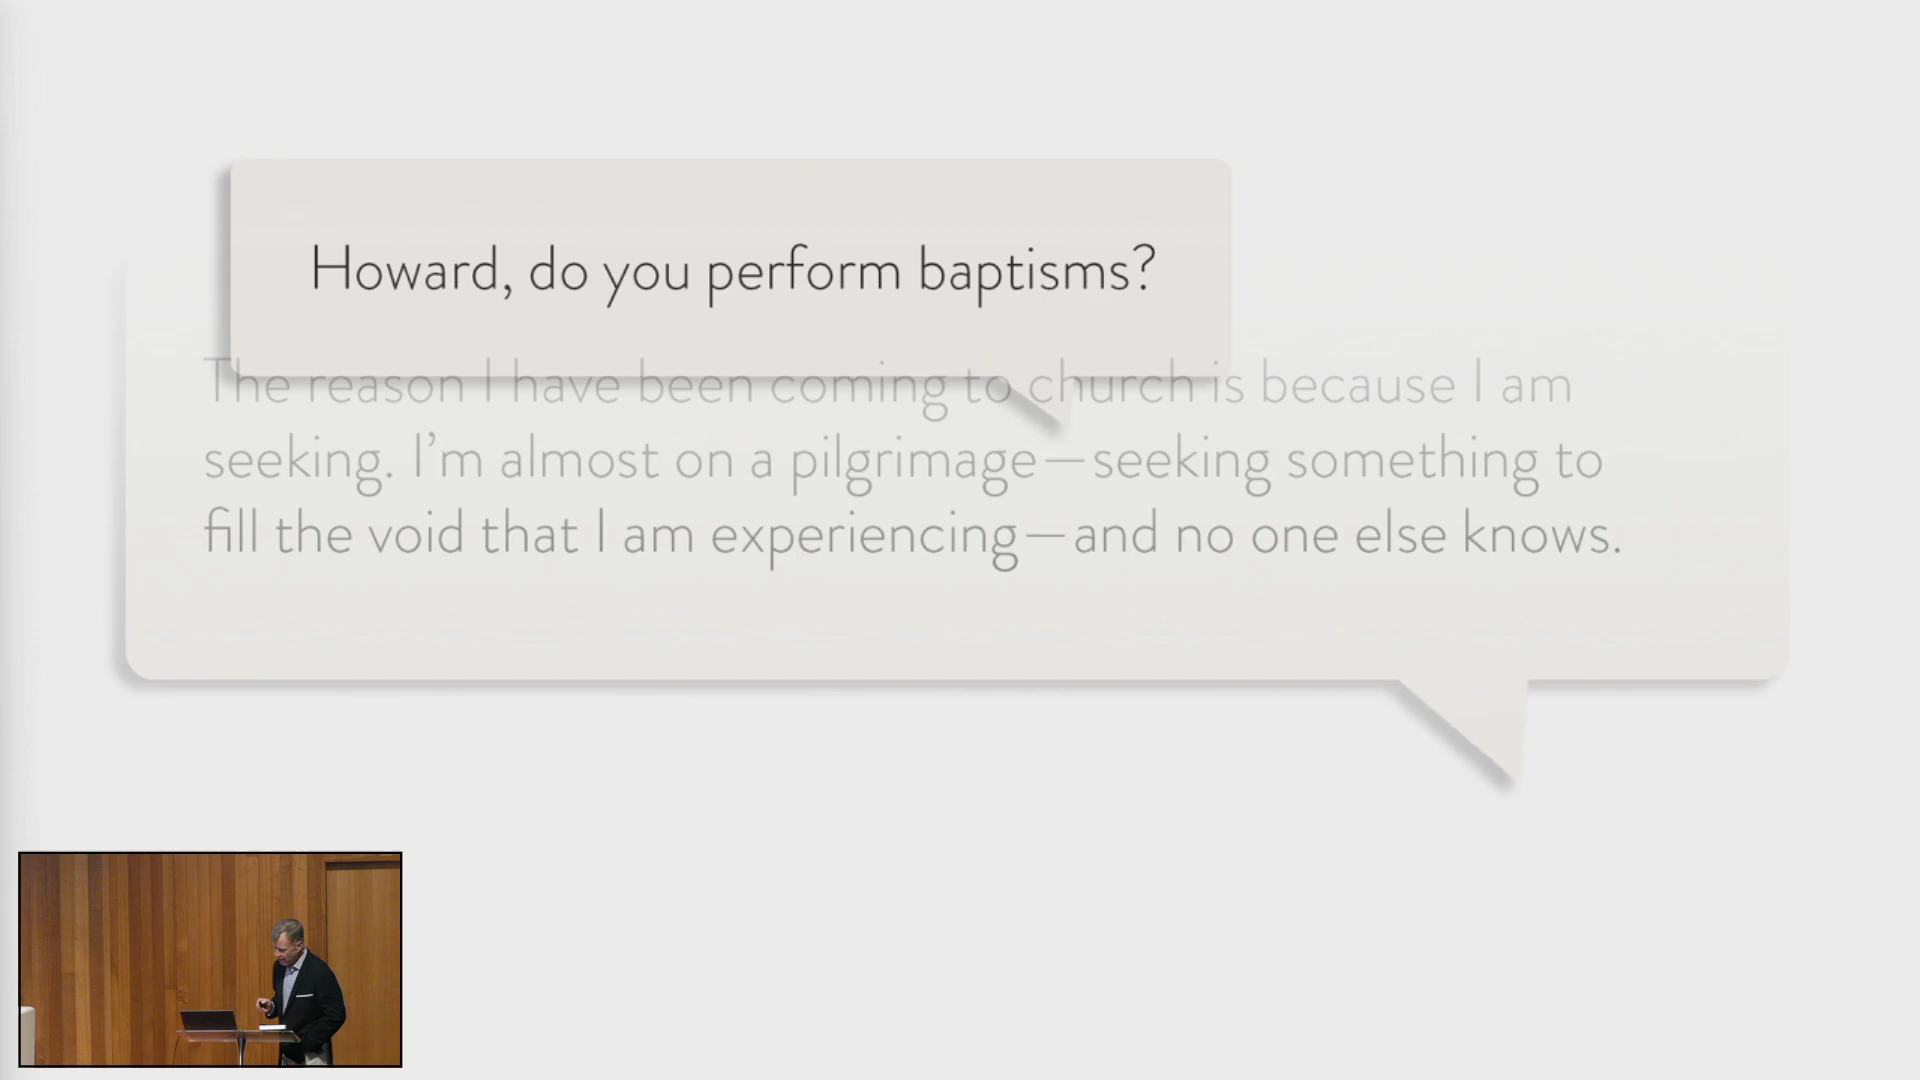 Howard, do you perform baptisms?
The reason I have been coming to church is because I am
seeking. I’m almost on a pilgrimage—seeking something to
fill the void that I am experiencing—and no one else knows.